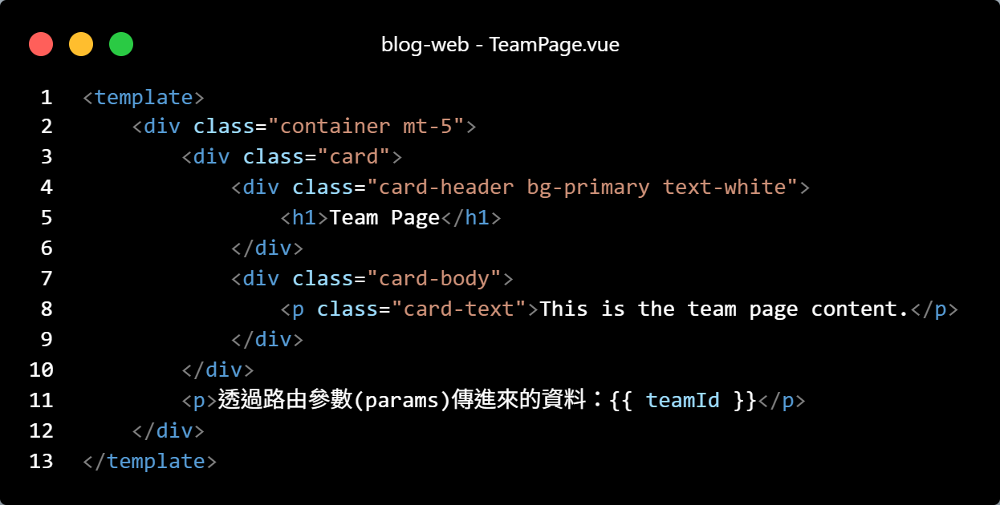 blog-web - TeamPage.vue
1 <template>
2     <div class="container mt-5">
3         <div class="card">
4             <div class="card-header bg-primary text-white">
5                 <h1>Team Page</h1>
6             </div>
7             <div class="card-body">
8                 <p class="card-text">This is the team page content.</p>
9             </div>
10         </div>
11         <p>透過路由參數(params)傳進來的資料：{{ teamId }}</p>
12     </div>
13 </template>